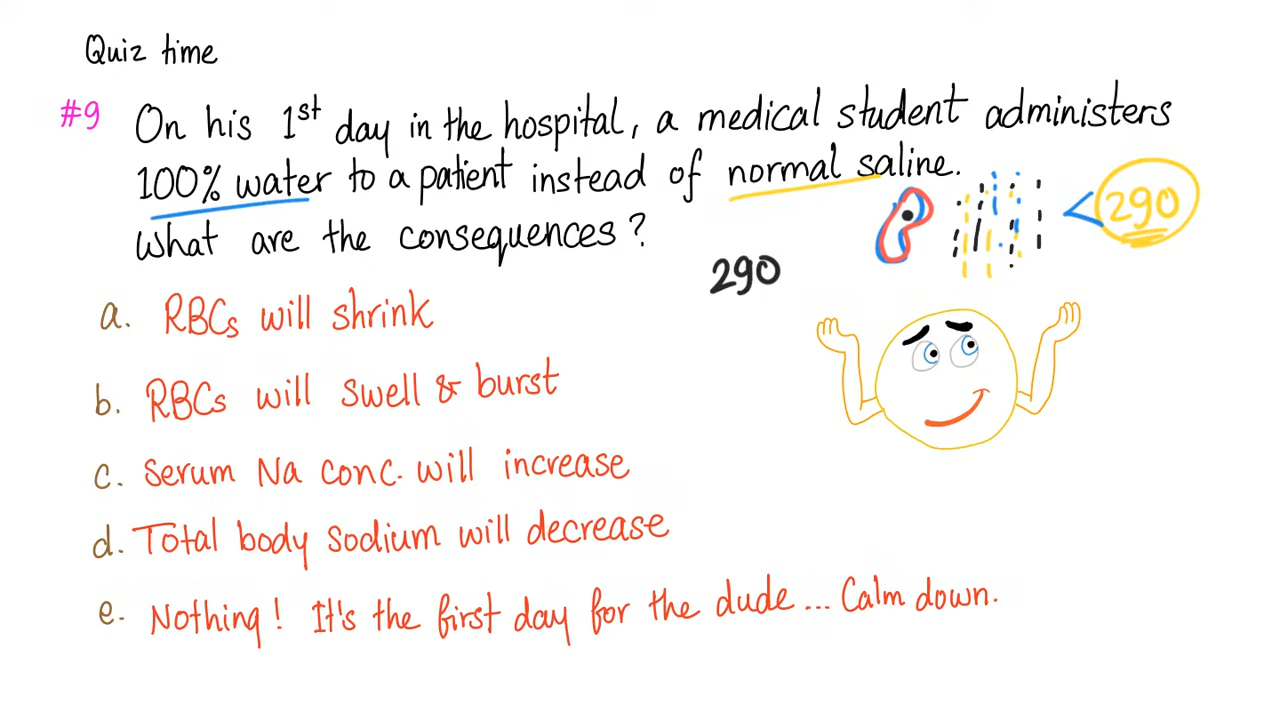 Quiz time
#9 On his 1st day in the hospital, a medical student administers
100% water to a patient instead of normal saline.
What are the consequences?
< 290
290
a. RBCs will shrink
b. RBCs will swell & burst
c. Serum Na conc. will increase
d. Total body sodium will decrease
e. Nothing! It's the first day for the dude... Calm down.